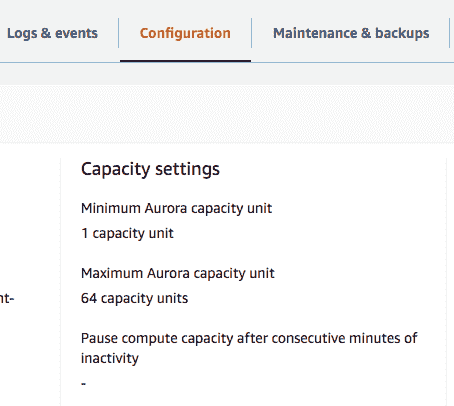 Logs & events
Configuration
Maintenance & backups
Capacity settings
Minimum Aurora capacity unit
1 capacity unit
Maximum Aurora capacity unit
nt-
64 capacity units
Pause compute capacity after consecutive minutes of
inactivity
-